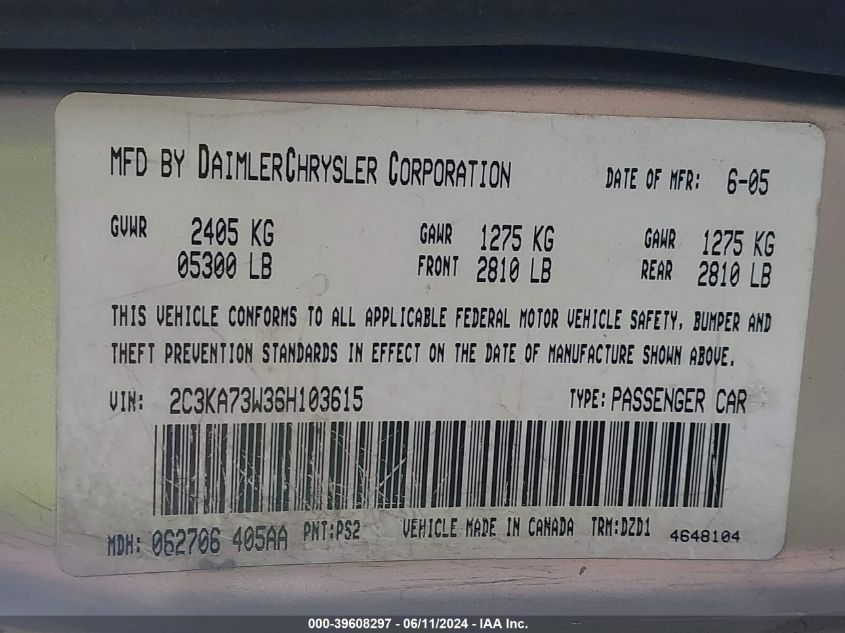 MFD BY DAIMLERCHRYSLER CORPORATION DATE OF MFR: 6-05
GVWR 2405 KG GAWR 1275 KG GAWR 1275 KG
05300 LB FRONT 2810 LB REAR 2810 LB
THIS VEHICLE CONFORMS TO ALL APPLICABLE FEDERAL MOTOR VEHICLE SAFETY, BUMPER AND
THEFT PREVENTION STANDARDS IN EFFECT ON THE DATE OF MANUFACTURE SHOWN ABOVE.
VIN: 2C3KA73W36H103615 TYPE: PASSENGER CAR
MDH: 062706 405AA PNT:PS2 VEHICLE MADE IN CANADA TRM:DZD1 4648104
000-39608297 - 06/11/2024 - IAA Inc.